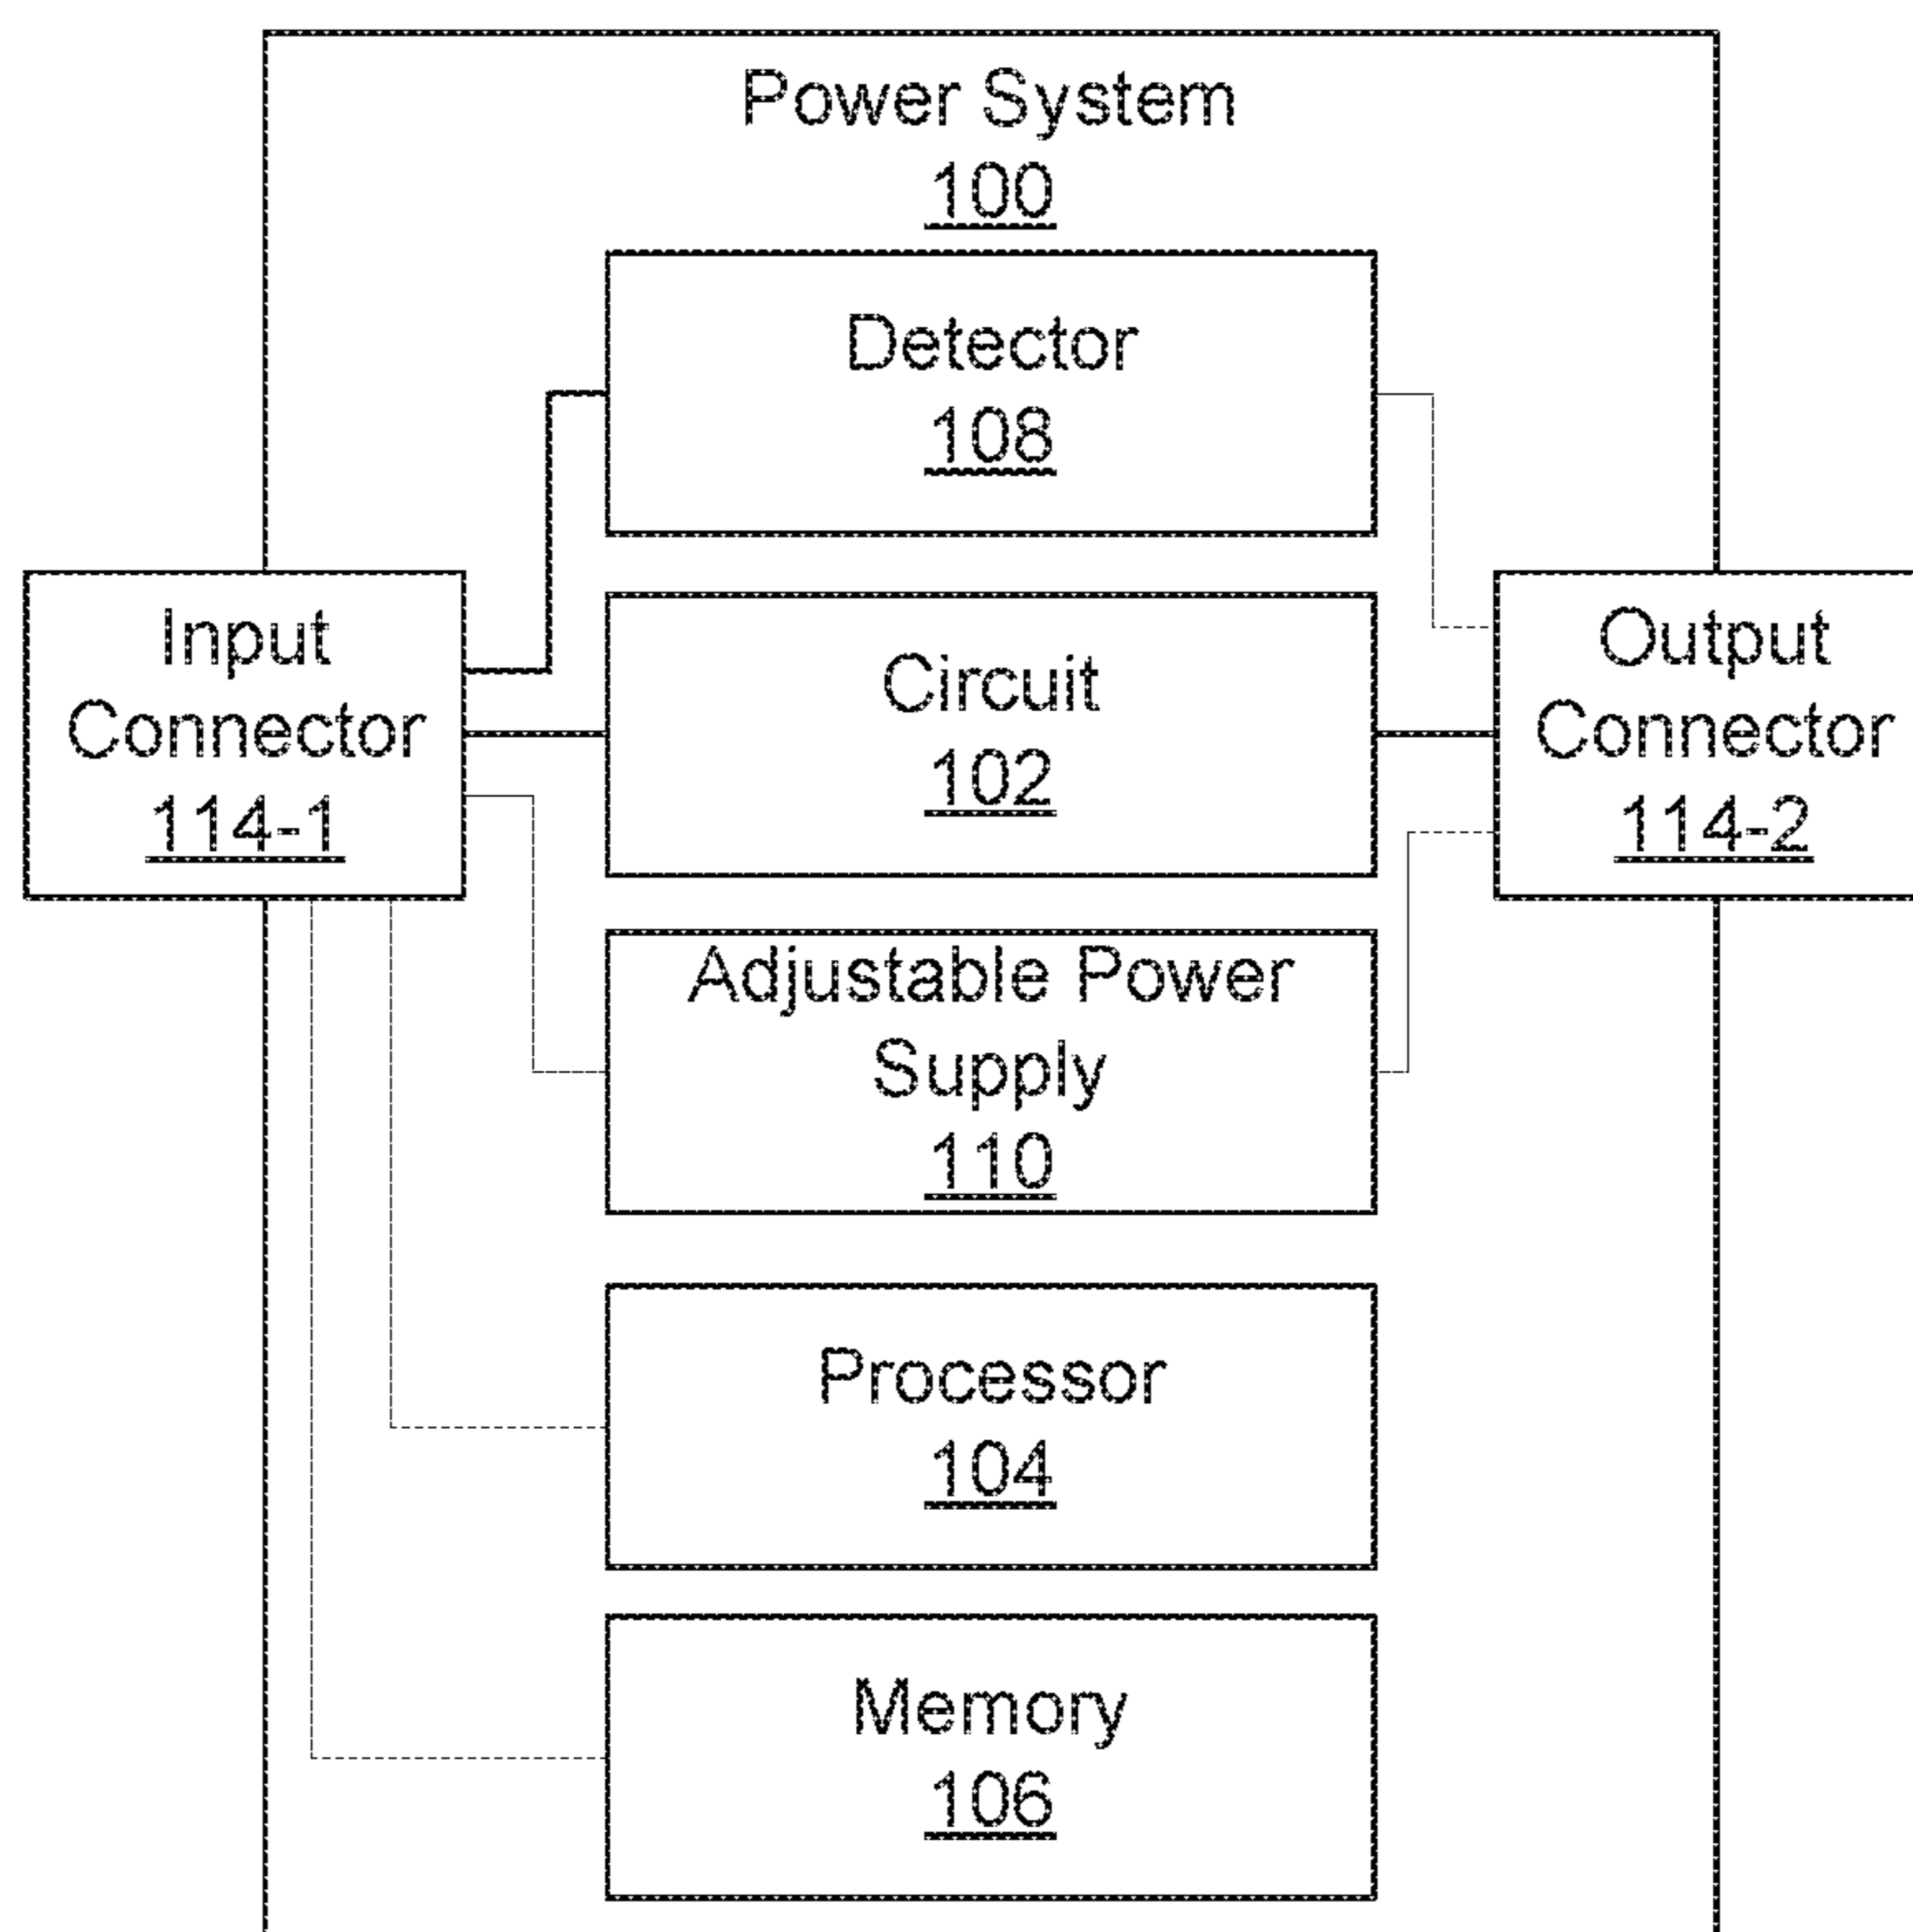 Power System
100
Detector
108
Input
Connector
114-1
Circuit
102
Output
Connector
114-2
Adjustable Power
Supply
110
Processor
104
Memory
106